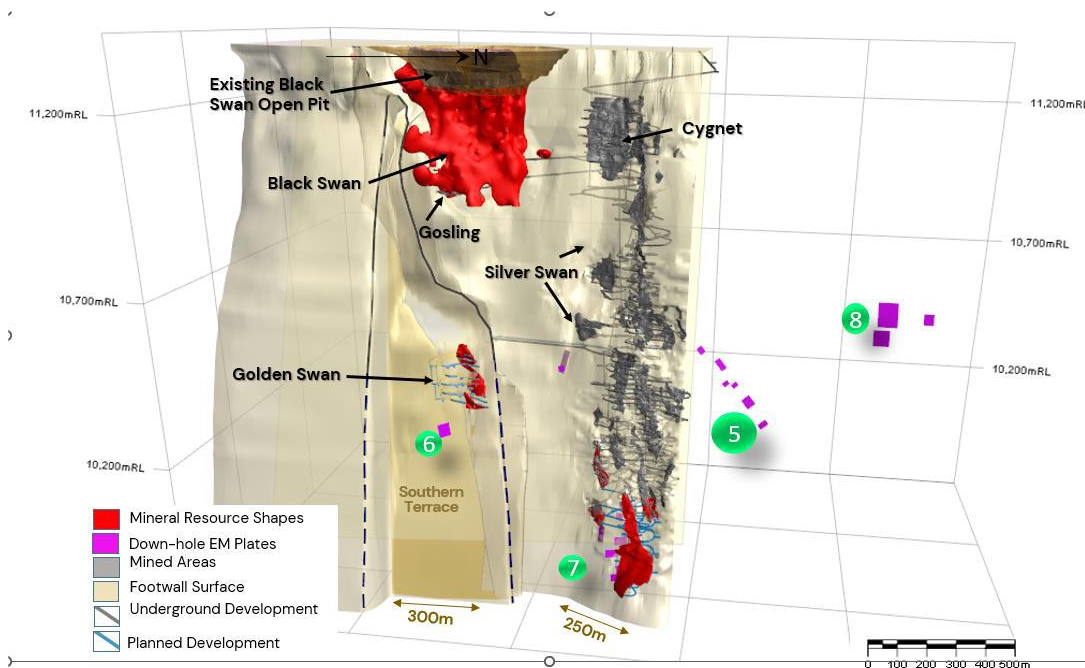 N
Existing Black
Swan Open Pit
11,200mRL
11,200mRL
Cygnet
Black Swan
Gosling
10,700mRL
Silver Swan
10,700mRL
8
10,200mRL
Golden Swan
5
6
10,200mRL
Southern
Terrace
Mineral Resource Shapes
Down-hole EM Plates
Mined Areas
7
Footwall Surface
Underground Development
300m
250m
Planned Development
0 100 200 300 400 500m